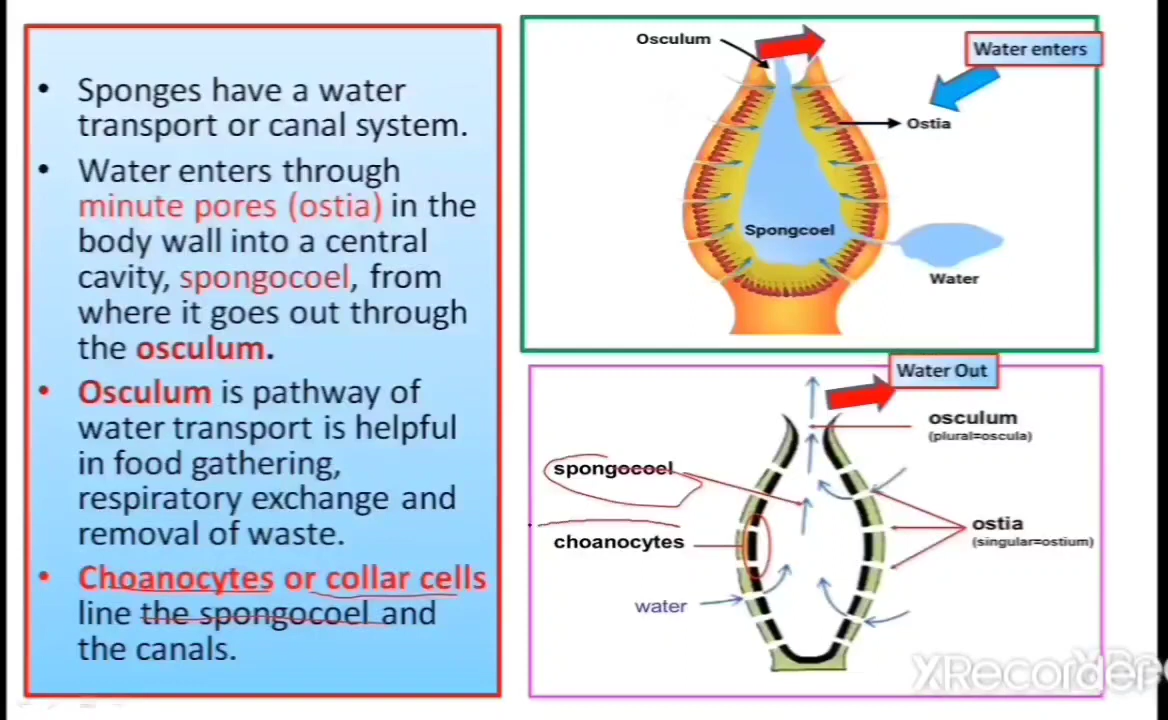 • Sponges have a water
transport or canal system.
• Water enters through
minute pores (ostia) in the
body wall into a central
cavity, spongocoel, from
where it goes out through
the osculum.
• Osculum is pathway of
water transport is helpful
in food gathering,
respiratory exchange and
removal of waste.
• Choanocytes or collar cells
line the spongocoel and
the canals.
Osculum
Water enters
Ostia
Spongcoel
Water
Water Out
osculum
(plural=oscula)
spongocoel
ostia
(singular=ostium)
choanocytes
water
XRecorder